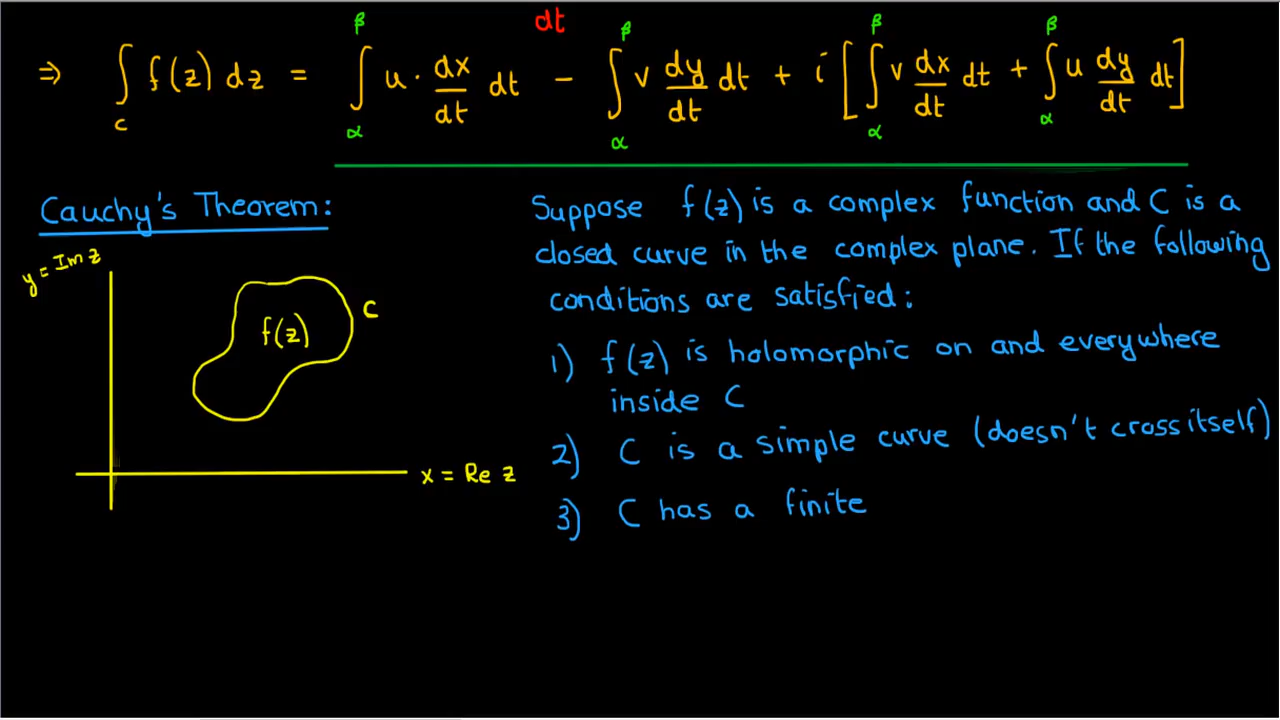 dt
⇒ ∫_C f(z) dz = ∫_α^β u · dx/dt dt − ∫_α^β v dy/dt dt + i [ ∫_α^β v dx/dt dt + ∫_α^β u dy/dt dt ]
Cauchy's Theorem:
y = Im z
C
f(z)
x = Re z
Suppose f(z) is a complex function and C is a
closed curve in the complex plane. If the following
conditions are satisfied:
1) f(z) is holomorphic on and everywhere
inside C
2) C is a simple curve (doesn't cross itself)
3) C has a finite